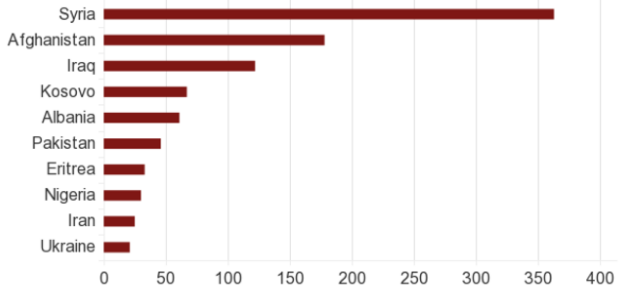 Syria
Afghanistan
Iraq
Kosovo
Albania
Pakistan
Eritrea
Nigeria
Iran
Ukraine
0 50 100 150 200 250 300 350 400